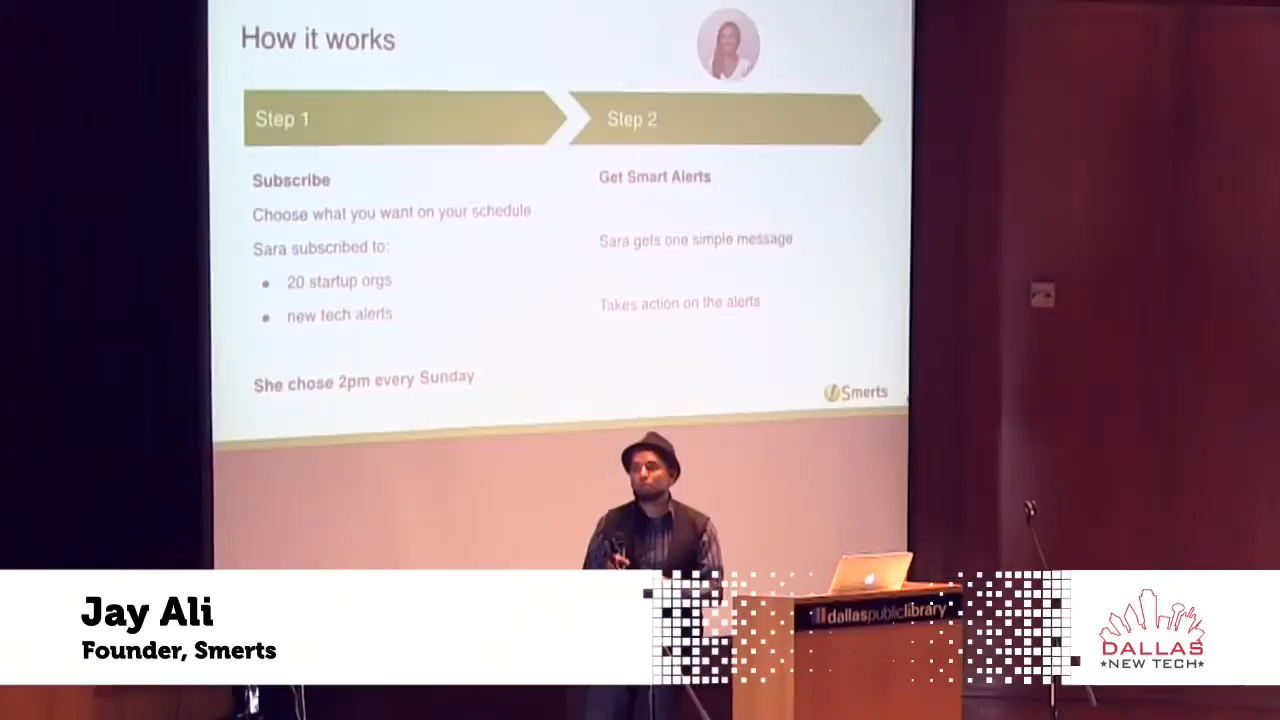 How it works
Step 1
Step 2
Subscribe
Choose what you want on your schedule
Sara subscribed to:
● 20 startup orgs
● new tech alerts
She chose 2pm every Sunday
Get Smart Alerts
Sara gets one simple message
Takes action on the alerts
Smerts
dallaspubliclibrary
Jay Ali
Founder, Smerts
DALLAS
★NEW TECH★